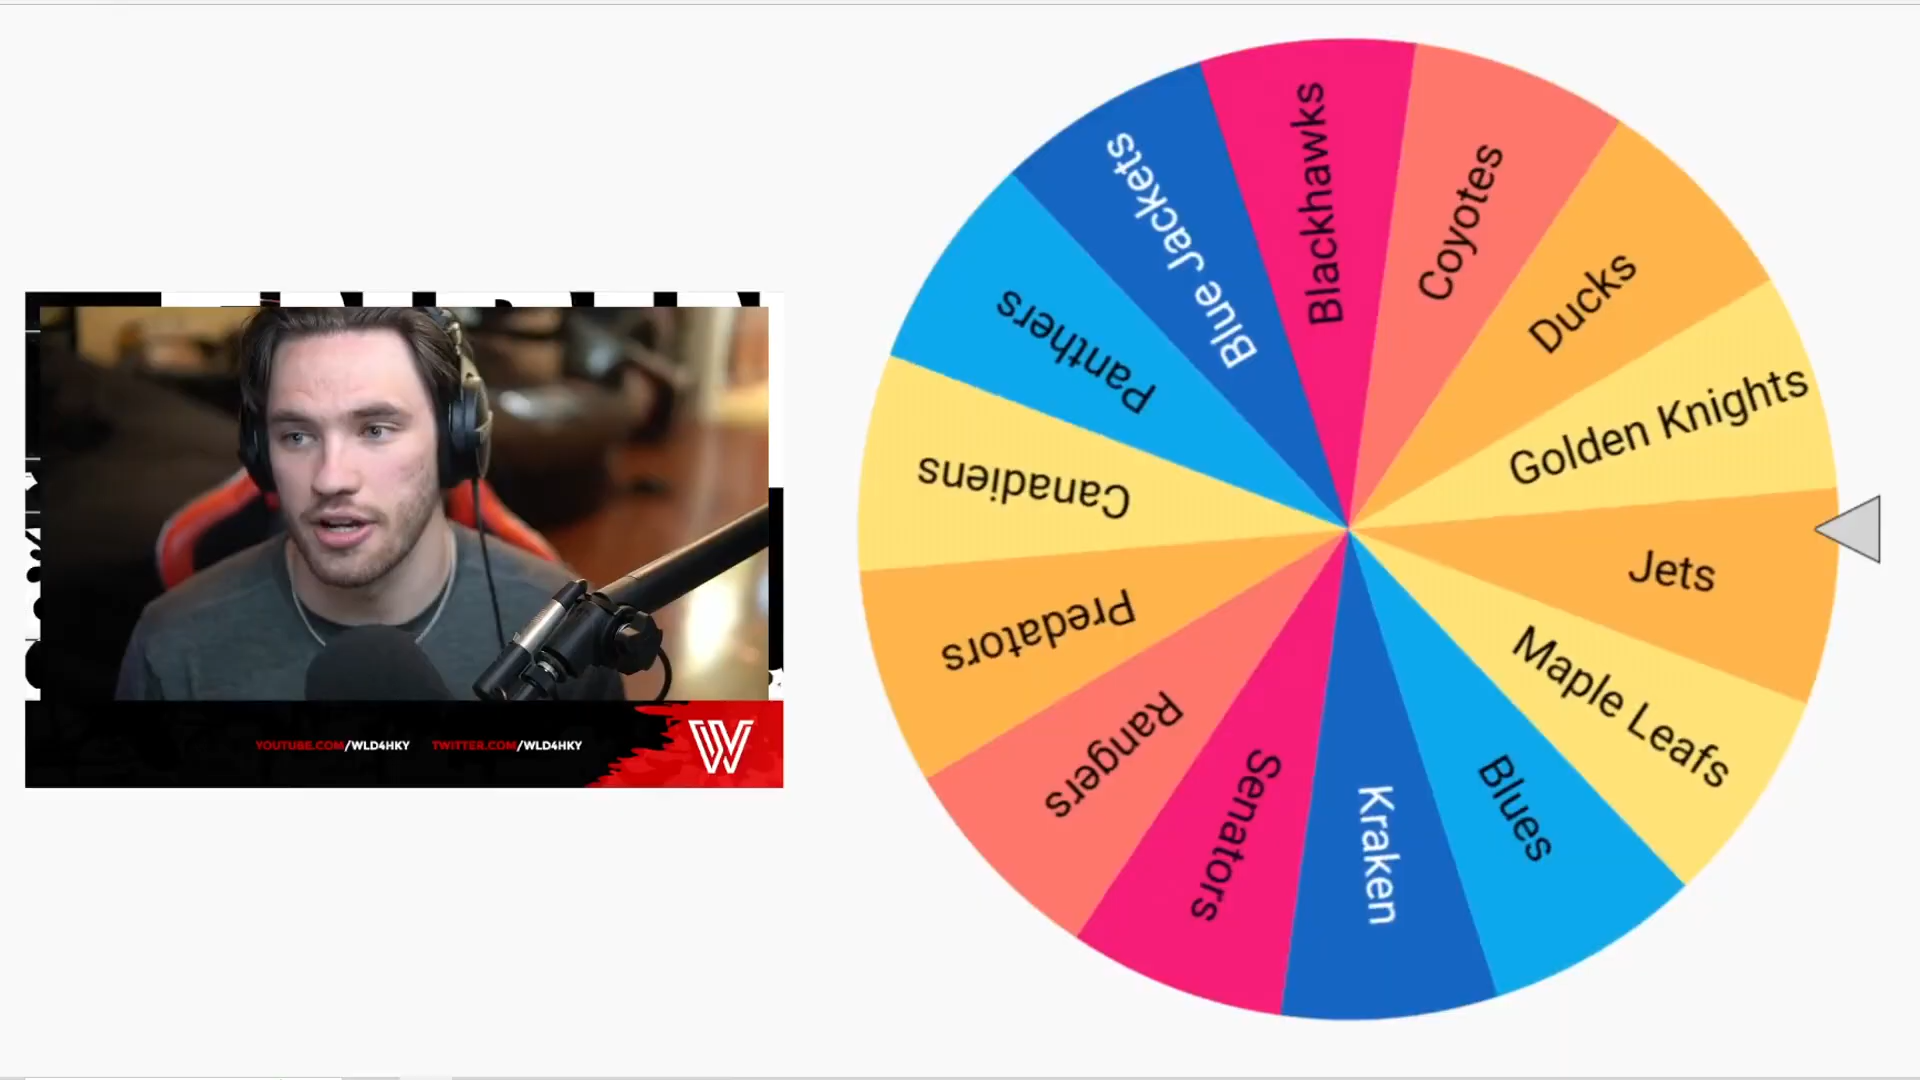 YOUTUBE.COM/WLD4HKY
TWITTER.COM/WLD4HKY
W
Blackhawks
Coyotes
Ducks
Golden Knights
Jets
Maple Leafs
Blues
Kraken
Senators
Rangers
Predators
Canadiens
Panthers
Blue Jackets